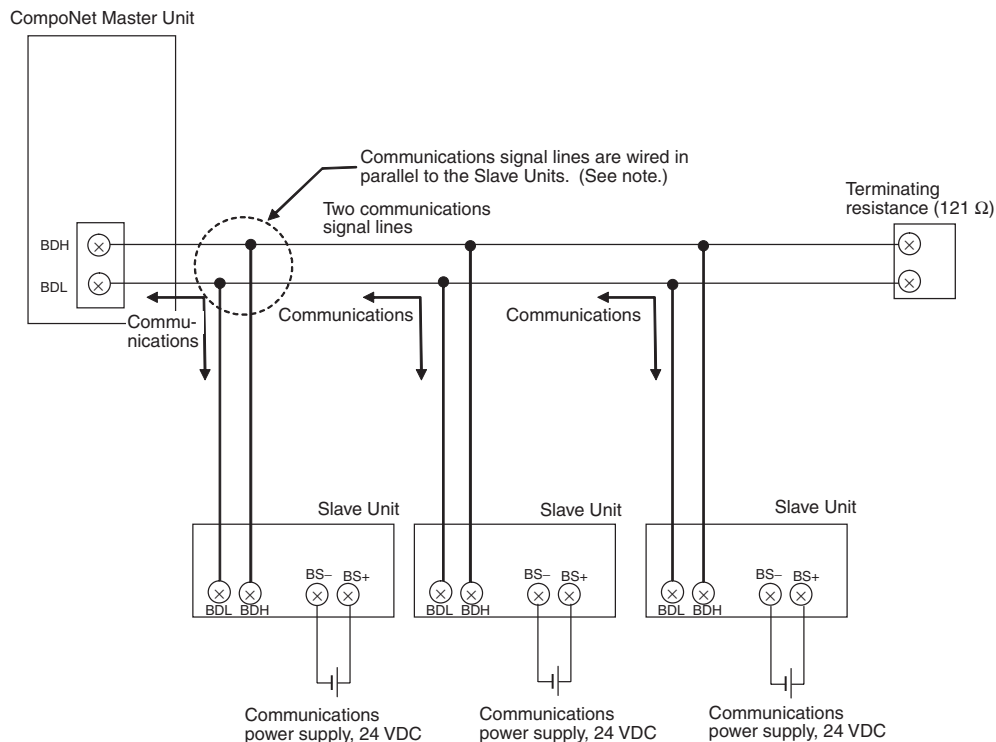 CompoNet Master Unit
Communications signal lines are wired in
parallel to the Slave Units.  (See note.)
Two communications
signal lines
Terminating
resistance (121 Ω)
BDH
BDL
Commu-
nications
Communications
Communications
Slave Unit
Slave Unit
Slave Unit
BS– BS+
BDL BDH
BS– BS+
BDL BDH
BS– BS+
BDL BDH
Communications
power supply, 24 VDC
Communications
power supply, 24 VDC
Communications
power supply, 24 VDC